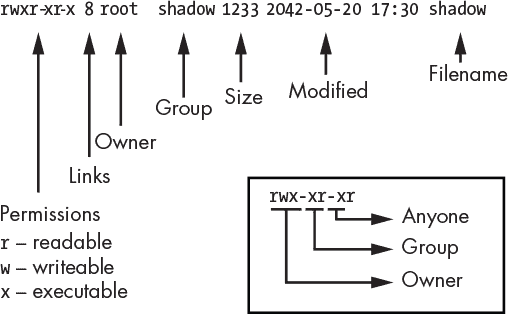 rwxr-xr-x 8 root shadow 1233 2042-05-20 17:30 shadow
Filename
Modified
Size
Group
Owner
Links
Permissions
r – readable
w – writeable
x – executable
rwx-xr-xr
Anyone
Group
Owner